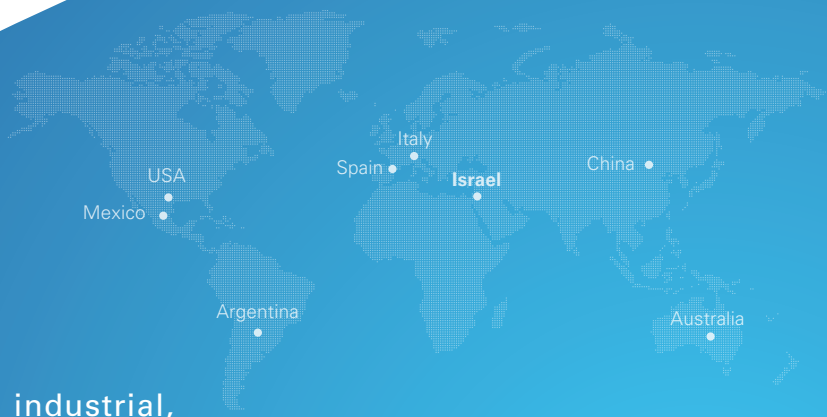 Italy
Spain
China
USA
Israel
Mexico
Argentina
Australia
industrial,